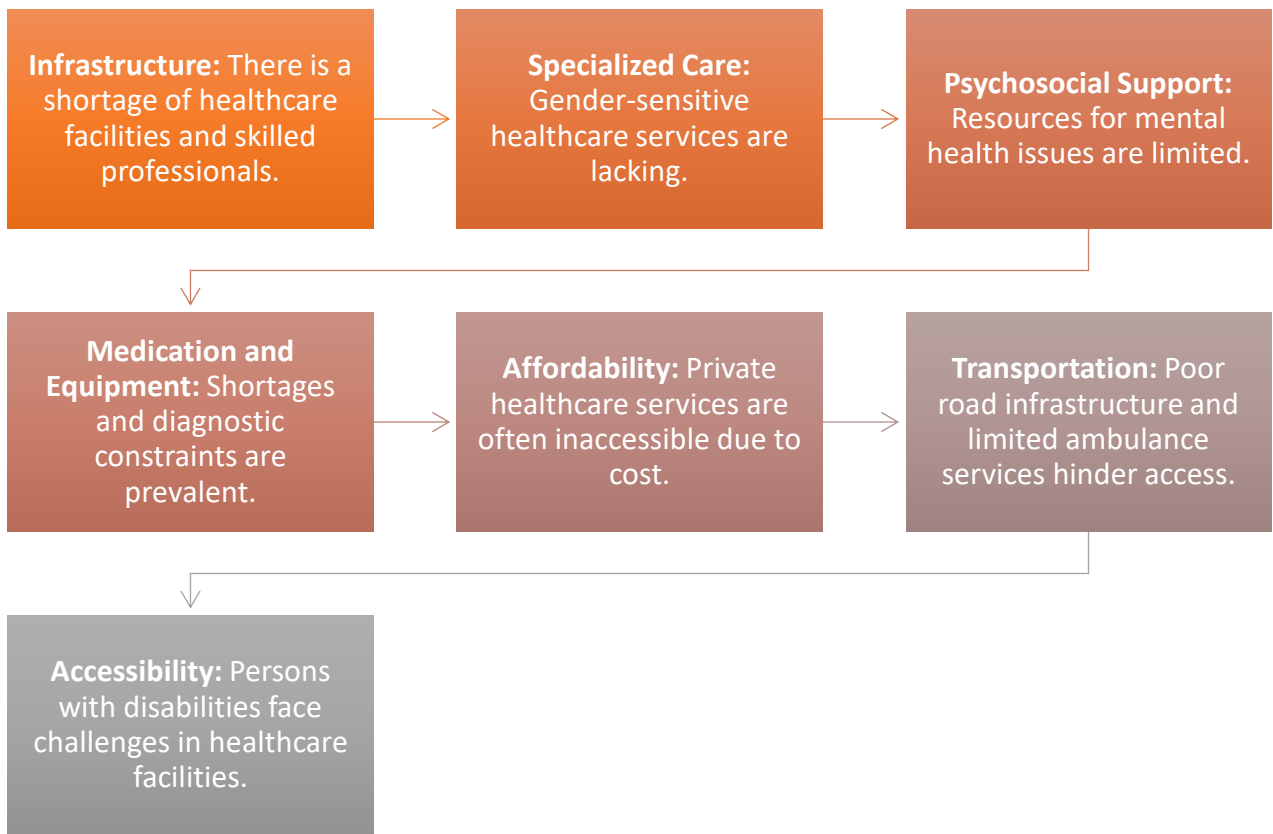 Infrastructure: There is a
shortage of healthcare
facilities and skilled
professionals.
Specialized Care:
Gender-sensitive
healthcare services are
lacking.
Psychosocial Support:
Resources for mental
health issues are limited.
Medication and
Equipment: Shortages
and diagnostic
constraints are
prevalent.
Affordability: Private
healthcare services are
often inaccessible due to
cost.
Transportation: Poor
road infrastructure and
limited ambulance
services hinder access.
Accessibility: Persons
with disabilities face
challenges in healthcare
facilities.